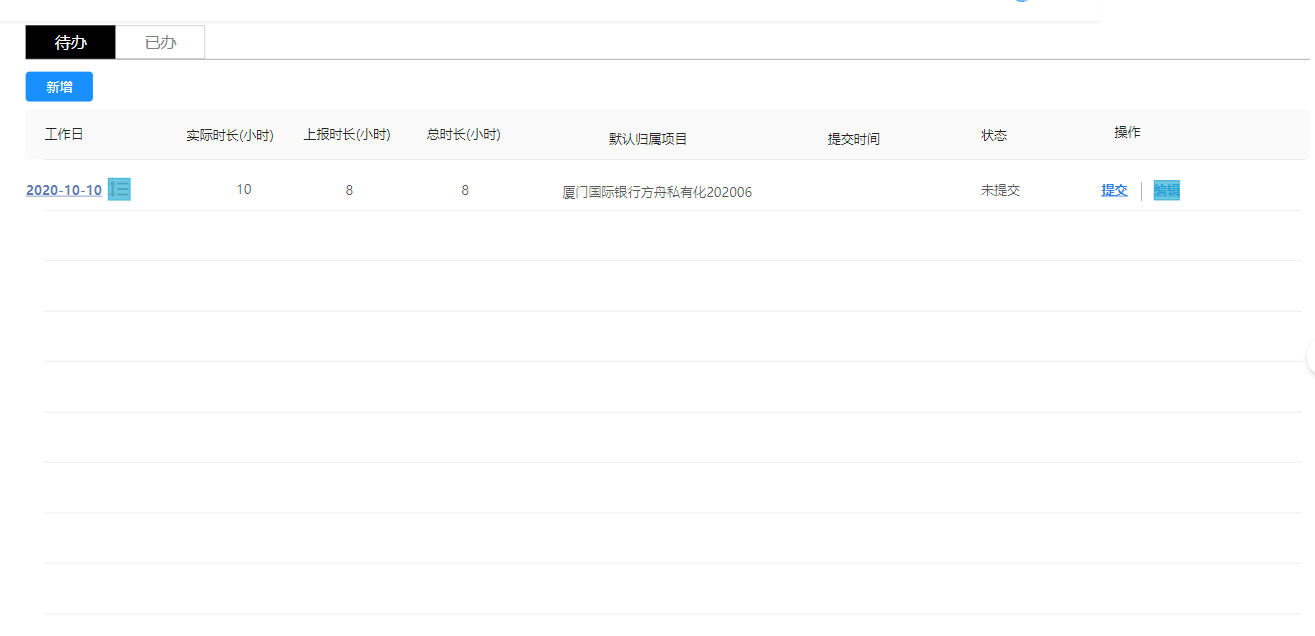 待办 已办
新增
工作日 实际时长(小时) 上报时长(小时) 总时长(小时) 默认归属项目 提交时间 状态 操作
2020-10-10 10 8 8 厦门国际银行方舟私有化202006 未提交 提交 编辑